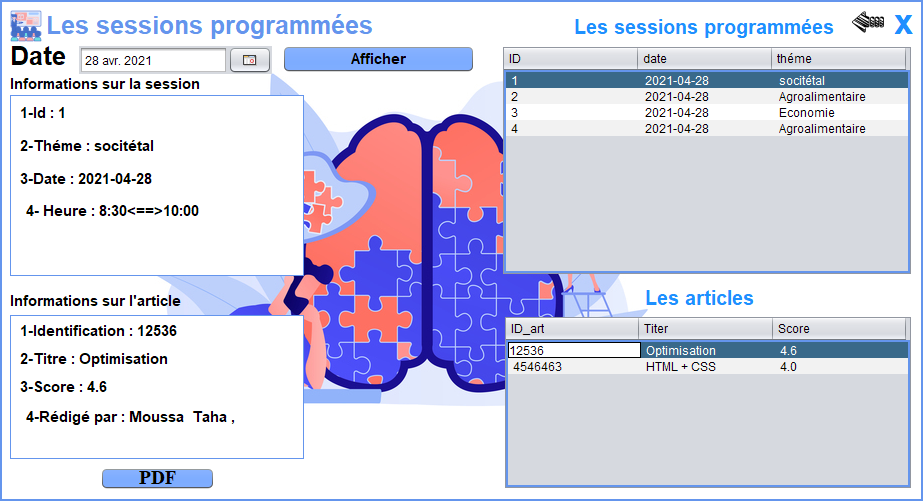 Les sessions programmées
Date
28 avr. 2021
Afficher
Informations sur la session
1-Id : 1
2-Théme : socitétal
3-Date : 2021-04-28
4- Heure : 8:30<==>10:00
Informations sur l'article
1-Identification : 12536
2-Titre : Optimisation
3-Score : 4.6
4-Rédigé par : Moussa Taha ,
PDF
Les sessions programmées
X
ID date théme
1 2021-04-28 socitétal
2 2021-04-28 Agroalimentaire
3 2021-04-28 Economie
4 2021-04-28 Agroalimentaire
Les articles
ID_art Titer Score
12536 Optimisation 4.6
4546463 HTML + CSS 4.0